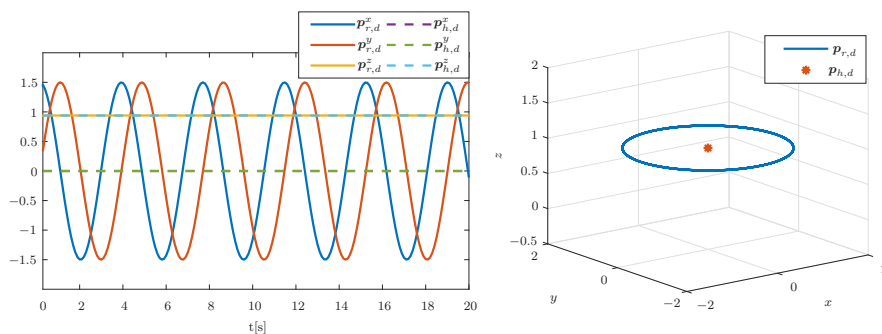 p^x_{r,d} p^x_{h,d}
p^y_{r,d} p^y_{h,d}
p^z_{r,d} p^z_{h,d}
1.5
1
0.5
0
−0.5
−1
−1.5
0 2 4 6 8 10 12 14 16 18 20
t[s]
p_{r,d}
p_{h,d}
2
1.5
1
0.5
0
−0.5
z
2
0
−2
y
−2
0
x